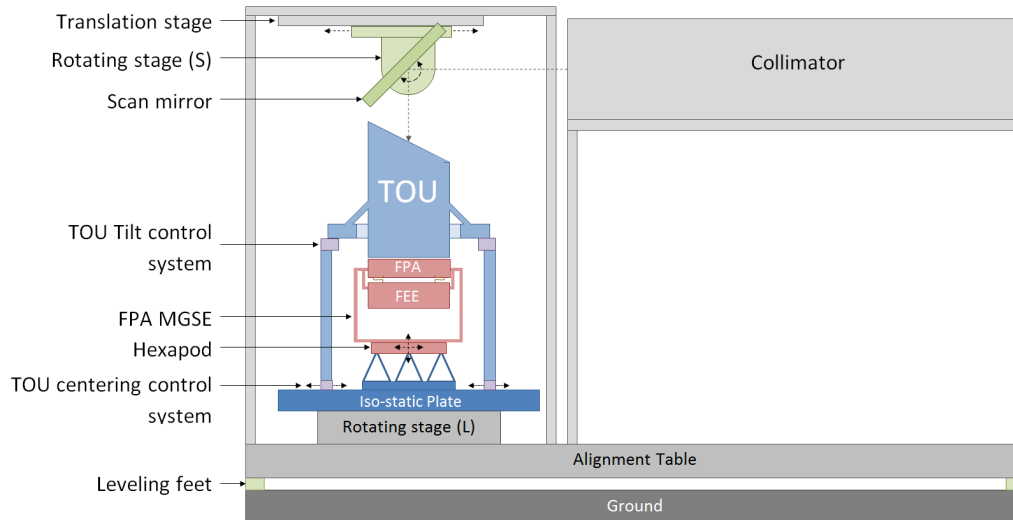 Translation stage
Rotating stage (S)
Scan mirror
Collimator
TOU
TOU Tilt control
system
FPA
FEE
FPA MGSE
Hexapod
TOU centering control
system
Iso-static Plate
Rotating stage (L)
Alignment Table
Leveling feet
Ground